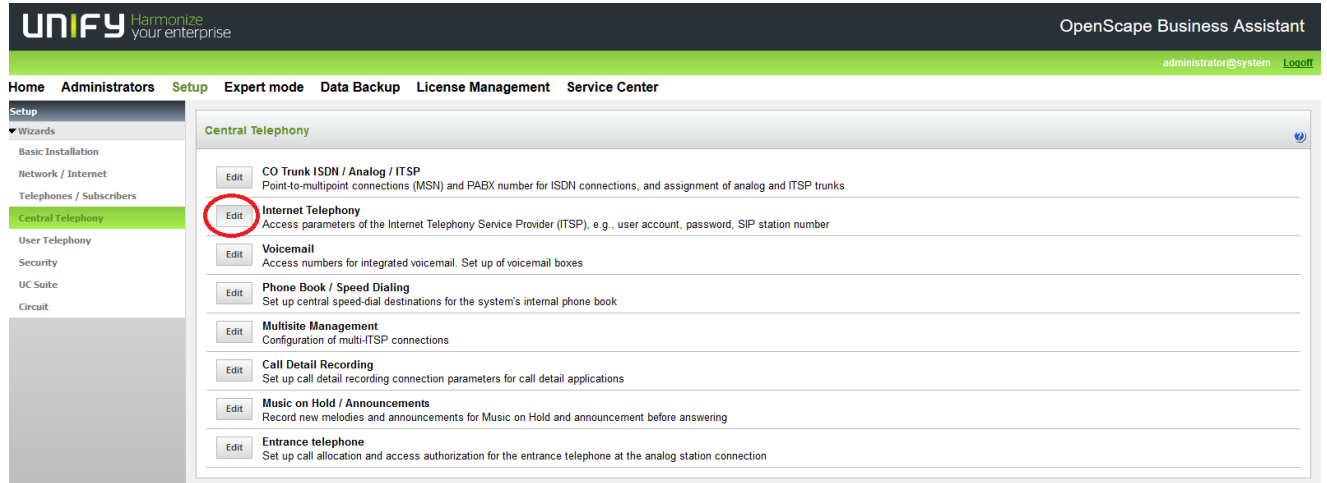 UNIFY Harmonize
your enterprise
OpenScape Business Assistant
administrator@system Logoff
Home Administrators Setup Expert mode Data Backup License Management Service Center
Setup
Wizards
Basic Installation
Network / Internet
Telephones / Subscribers
Central Telephony
User Telephony
Security
UC Suite
Circuit
Central Telephony
?
Edit
CO Trunk ISDN / Analog / ITSP
Point-to-multipoint connections (MSN) and PABX number for ISDN connections, and assignment of analog and ITSP trunks
Edit
Internet Telephony
Access parameters of the Internet Telephony Service Provider (ITSP), e.g., user account, password, SIP station number
Edit
Voicemail
Access numbers for integrated voicemail. Set up of voicemail boxes
Edit
Phone Book / Speed Dialing
Set up central speed-dial destinations for the system's internal phone book
Edit
Multisite Management
Configuration of multi-ITSP connections
Edit
Call Detail Recording
Set up call detail recording connection parameters for call detail applications
Edit
Music on Hold / Announcements
Record new melodies and announcements for Music on Hold and announcement before answering
Edit
Entrance telephone
Set up call allocation and access authorization for the entrance telephone at the analog station connection